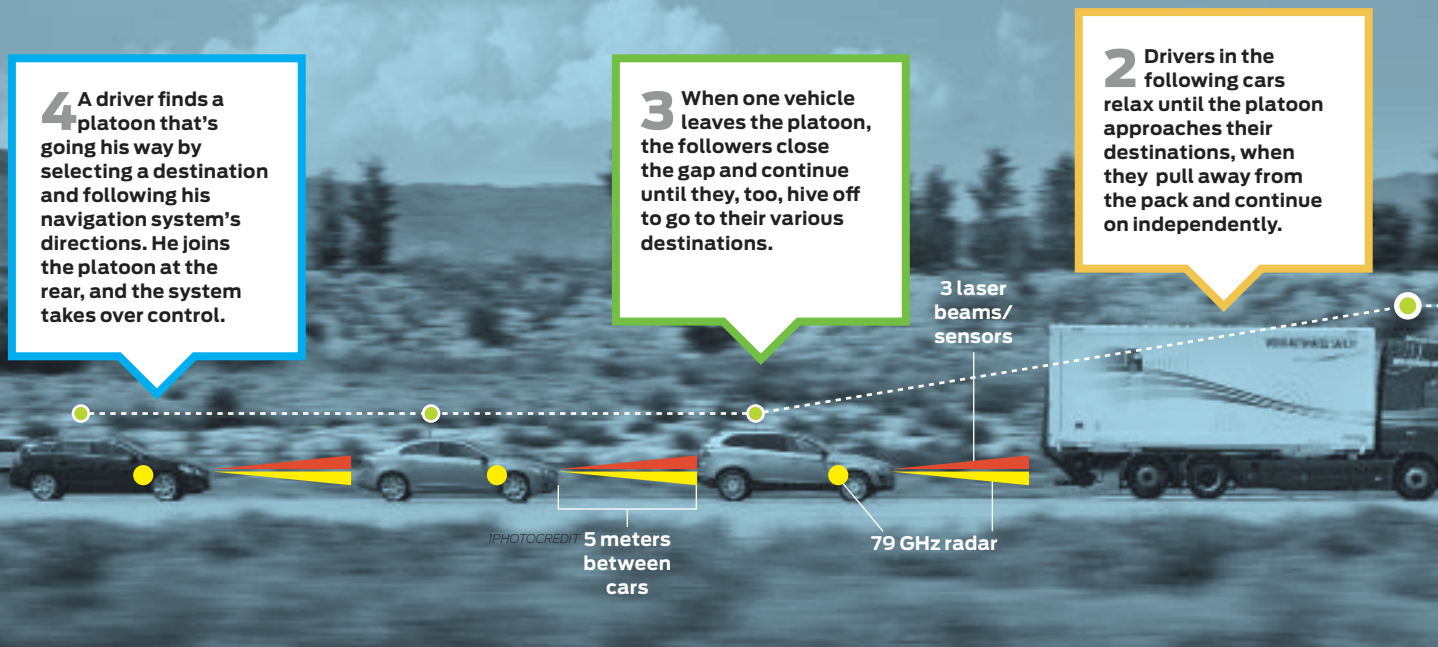 4 A driver finds a
platoon that's
going his way by
selecting a destination
and following his
navigation system's
directions. He joins
the platoon at the
rear, and the system
takes over control.
3 When one vehicle
leaves the platoon,
the followers close
the gap and continue
until they, too, hive off
to go to their various
destinations.
2 Drivers in the
following cars
relax until the platoon
approaches their
destinations, when
they pull away from
the pack and continue
on independently.
3 laser
beams/
sensors
1PHOTOCREDIT
5 meters
between
cars
79 GHz radar